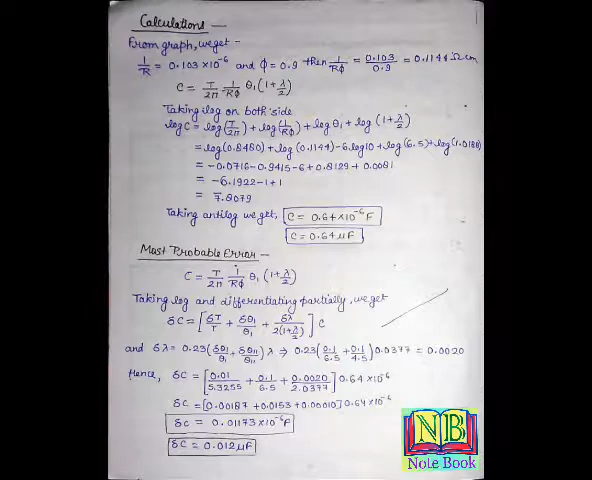 Calculations —
From graph, we get -
1/R = 0.103 ×10⁻⁶ and ϕ = 0.9 then 1/Rϕ = 0.103/0.9 = 0.1144 Ω cm
C = T/2π 1/Rϕ θ₁(1+λ/2)
Taking log on both side
log C = log(T/2π) + log(1/Rϕ) + log θ₁ + log (1+λ/2)
= log(0.8480) + log(0.1144) - 6 log10 + log(6.5) + log(1.0180)
= -0.0716 - 0.9415 - 6 + 0.8129 + 0.0081
= -6.1922 - 1 + 1
= 7.8079
Taking antilog we get, C = 0.64 ×10⁻⁶ F
C = 0.64 μF
Most Probable Error —
C = T/2π 1/Rϕ θ₁ (1+λ/2)
Taking log and differentiating partially, we get
δC = [δT/T + δθ₁/θ₁ + δλ/2(1+λ/2)] C
and δλ = 0.23(δθ₁/θ₁ + δθ₁₁/θ₁₁) λ ⇒ 0.23(0.1/6.5 + 0.1/4.5) 0.0377 = 0.0020
Hence, δC = [0.01/5.3255 + 0.1/6.5 + 0.0020/2.0377] 0.64 ×10⁻⁶
δC = [0.00187 + 0.0153 + 0.00010] 0.64 ×10⁻⁶
δC = 0.01173 ×10⁻⁶ F
δC = 0.012 μF
NB
Note Book